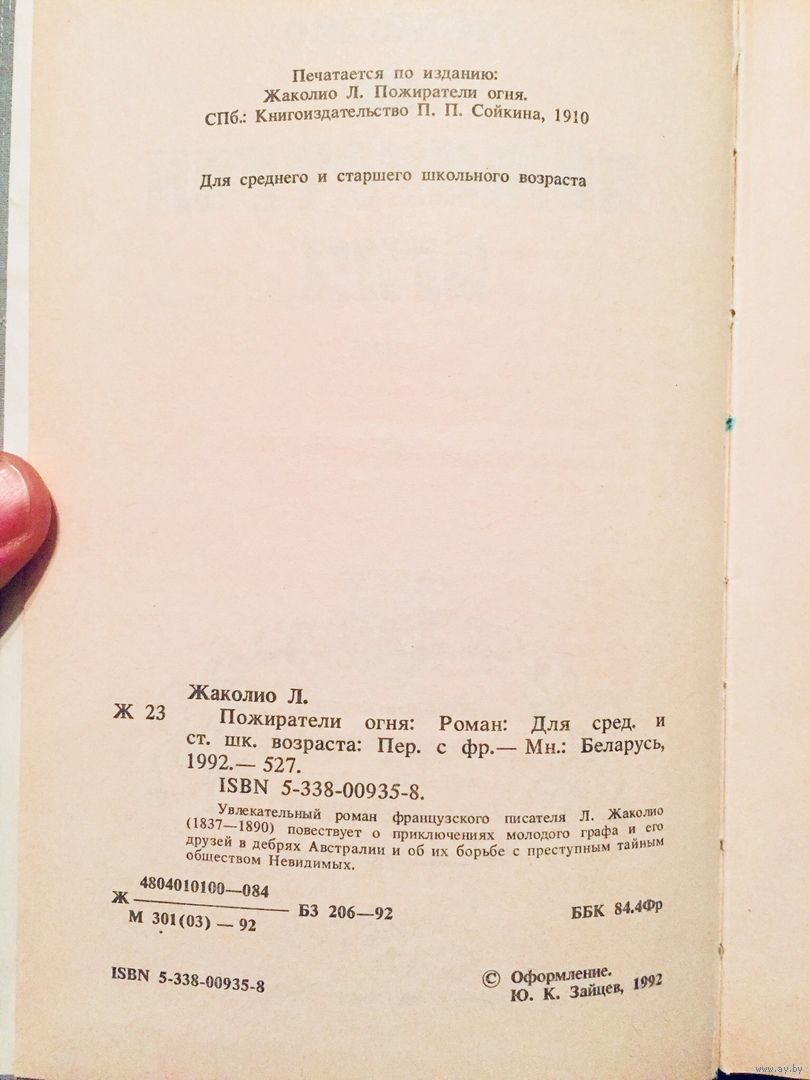 Печатается по изданию:
Жаколио Л. Пожиратели огня.
СПб.: Книгоиздательство П. П. Сойкина, 1910
Для среднего и старшего школьного возраста
Жаколио Л.
Ж 23
Пожиратели огня: Роман: Для сред. и
ст. шк. возраста: Пер. с фр.— Мн.: Беларусь,
1992.— 527.
ISBN 5-338-00935-8.
Увлекательный роман французского писателя Л. Жаколио
(1837—1890) повествует о приключениях молодого графа и его
друзей в дебрях Австралии и об их борьбе с преступным тайным
обществом Невидимых.
Ж 4804010100—084
М 301(03) — 92
БЗ 206—92
ББК 84.4Фр
ISBN 5-338-00935-8
© Оформление.
Ю. К. Зайцев, 1992
www.ay.by